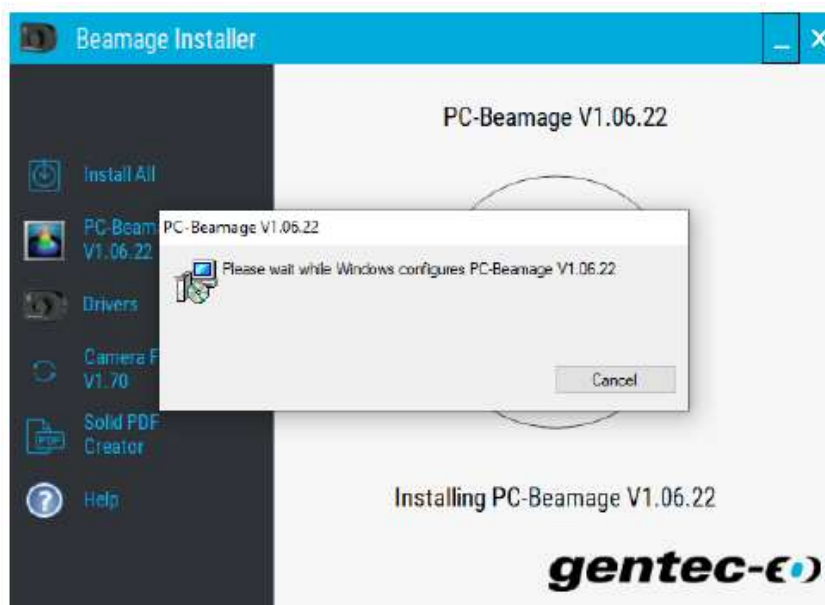 Beamage Installer
PC-Beamage V1.06.22
Install All
PC-Beam
V1.06.22
Drivers
Camera F
V1.70
Solid PDF
Creator
Help
PC-Beamage V1.06.22
Please wait while Windows configures PC-Beamage V1.06.22
Cancel
Installing PC-Beamage V1.06.22
gentec-eo